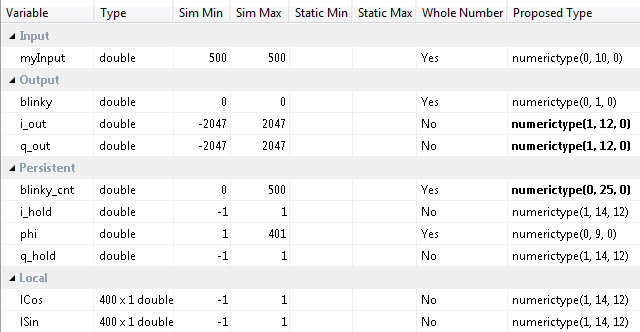 Variable Type Sim Min Sim Max Static Min Static Max Whole Number Proposed Type
Input
myInput double 500 500 Yes numerictype(0, 10, 0)
Output
blinky double 0 0 Yes numerictype(0, 1, 0)
i_out double -2047 2047 No numerictype(1, 12, 0)
q_out double -2047 2047 No numerictype(1, 12, 0)
Persistent
blinky_cnt double 0 500 Yes numerictype(0, 25, 0)
i_hold double -1 1 No numerictype(1, 14, 12)
phi double 1 401 Yes numerictype(0, 9, 0)
q_hold double -1 1 No numerictype(1, 14, 12)
Local
lCos 400 x 1 double -1 1 No numerictype(1, 14, 12)
lSin 400 x 1 double -1 1 No numerictype(1, 14, 12)